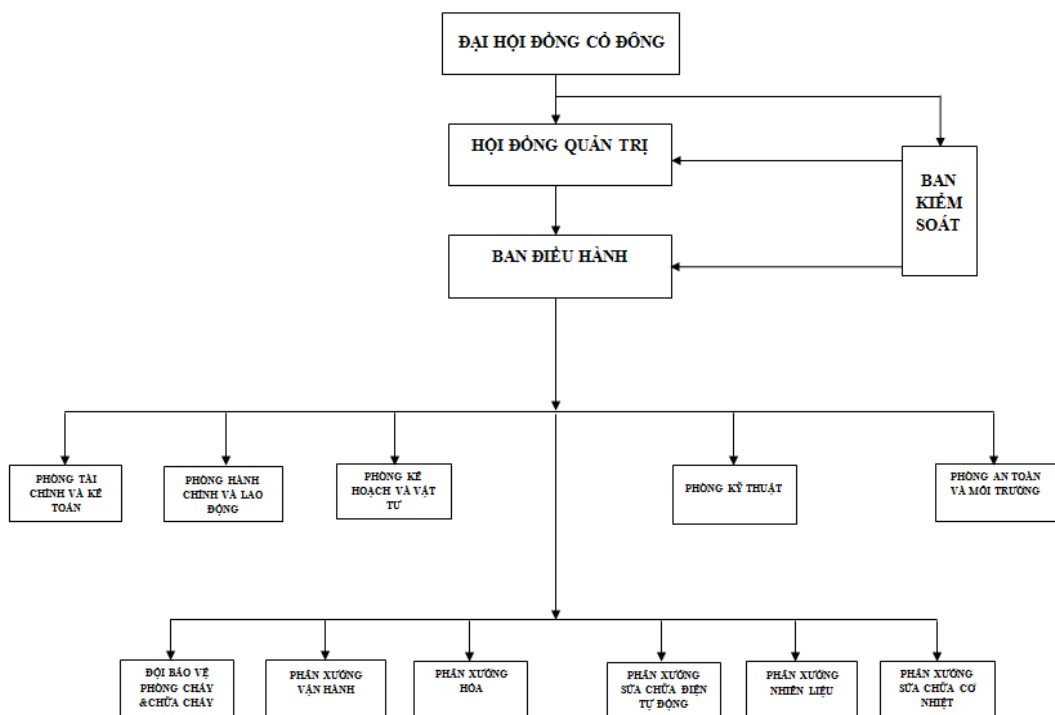 ĐẠI HỘI ĐỒNG CỔ ĐÔNG
HỘI ĐỒNG QUẢN TRỊ
BAN
KIỂM
SOÁT
BAN ĐIỀU HÀNH
PHÒNG TÀI
CHÍNH VÀ KẾ
TOÁN
PHÒNG HÀNH
CHÍNH VÀ LAO
ĐỘNG
PHÒNG KẾ
HOẠCH VÀ VẬT
TƯ
PHÒNG KỸ THUẬT
PHÒNG AN TOÀN
VÀ MÔI TRƯỜNG
ĐỘI BẢO VỆ
PHÒNG CHÁY
&CHỮA CHÁY
PHÂN XƯỞNG
VẬN HÀNH
PHÂN XƯỞNG
HÓA
PHÂN XƯỞNG
SỬA CHỮA ĐIỆN
TỰ ĐỘNG
PHÂN XƯỞNG
NHIÊN LIỆU
PHÂN XƯỞNG
SỬA CHỮA CƠ
NHIỆT